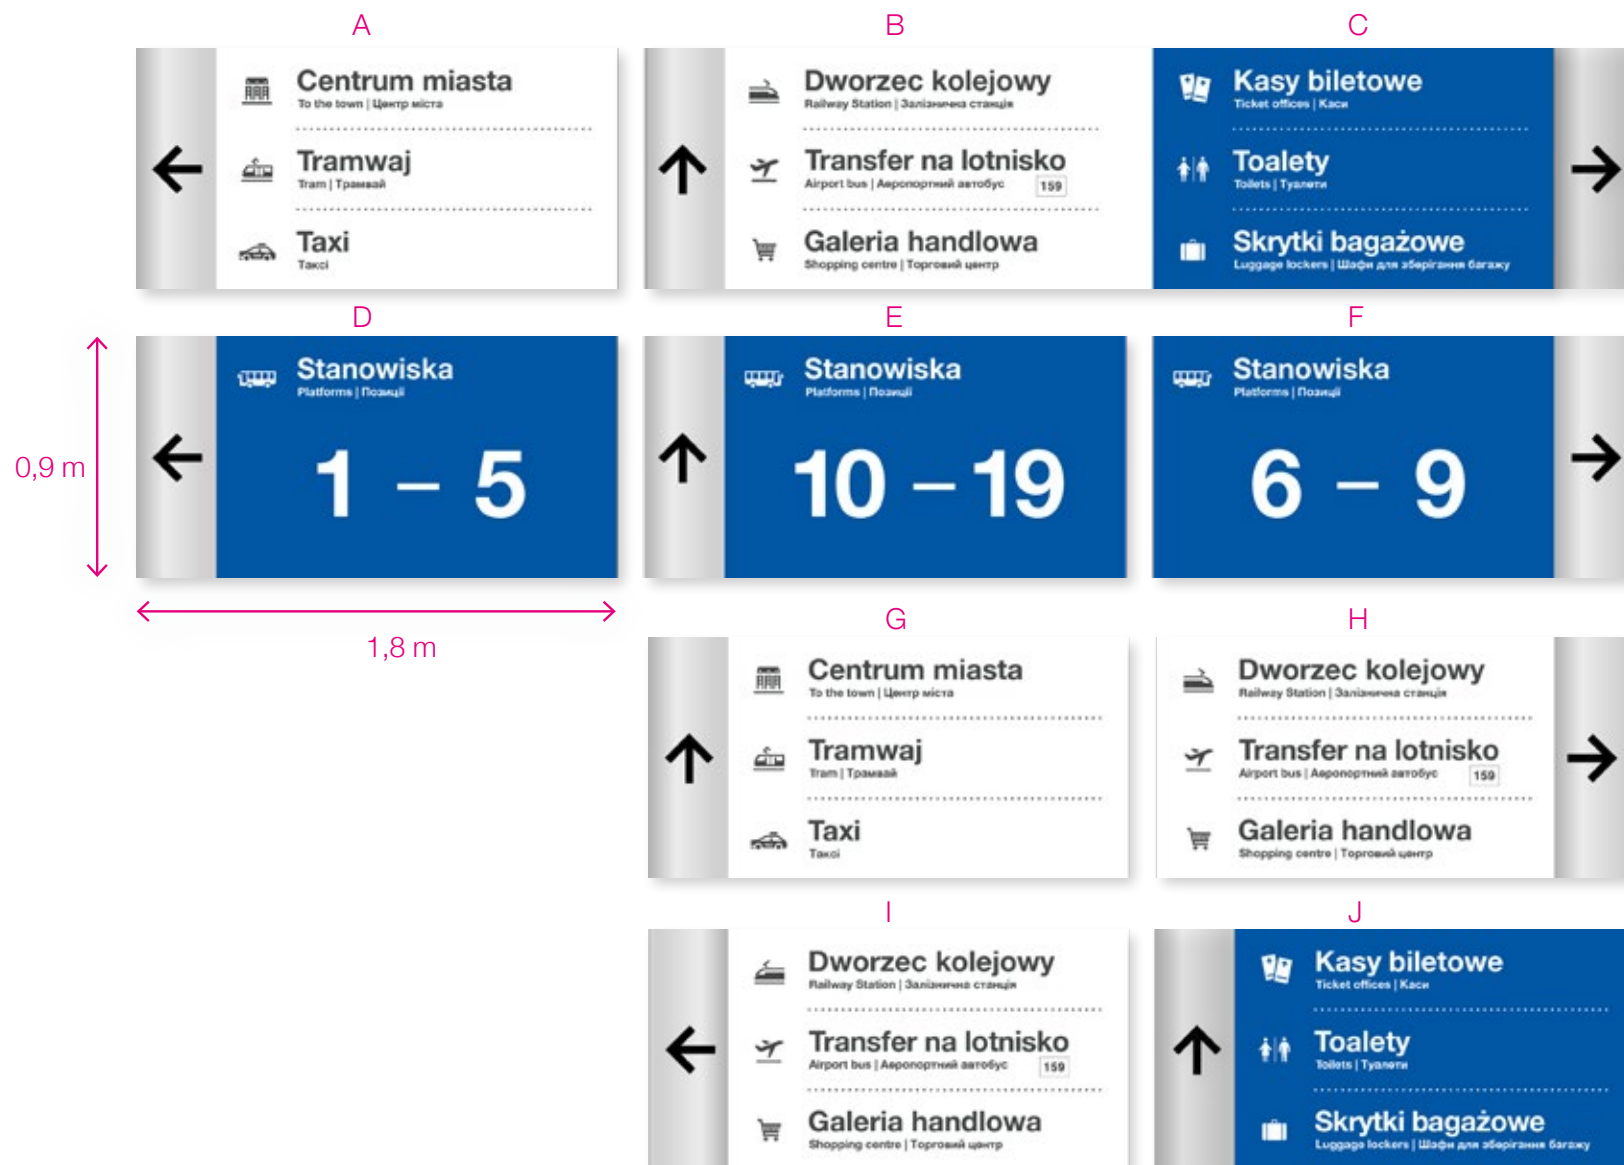 A
B
C
Centrum miasta
To the town | Центр міста
Tramwaj
Tram | Трамвай
Taxi
Таксі
Dworzec kolejowy
Railway Station | Залізнична станція
Transfer na lotnisko
Airport bus | Аеропортний автобус 159
Galeria handlowa
Shopping centre | Торговий центр
Kasy biletowe
Ticket offices | Каси
Toalety
Toilets | Туалети
Skrytki bagażowe
Luggage lockers | Шафи для зберігання багажу
D
E
F
0,9 m
Stanowiska
Platforms | Позиції
1 – 5
Stanowiska
Platforms | Позиції
10 – 19
Stanowiska
Platforms | Позиції
6 – 9
1,8 m
G
H
Centrum miasta
To the town | Центр міста
Tramwaj
Tram | Трамвай
Taxi
Таксі
Dworzec kolejowy
Railway Station | Залізнична станція
Transfer na lotnisko
Airport bus | Аеропортний автобус 159
Galeria handlowa
Shopping centre | Торговий центр
I
J
Dworzec kolejowy
Railway Station | Залізнична станція
Transfer na lotnisko
Airport bus | Аеропортний автобус 159
Galeria handlowa
Shopping centre | Торговий центр
Kasy biletowe
Ticket offices | Каси
Toalety
Toilets | Туалети
Skrytki bagażowe
Luggage lockers | Шафи для зберігання багажу